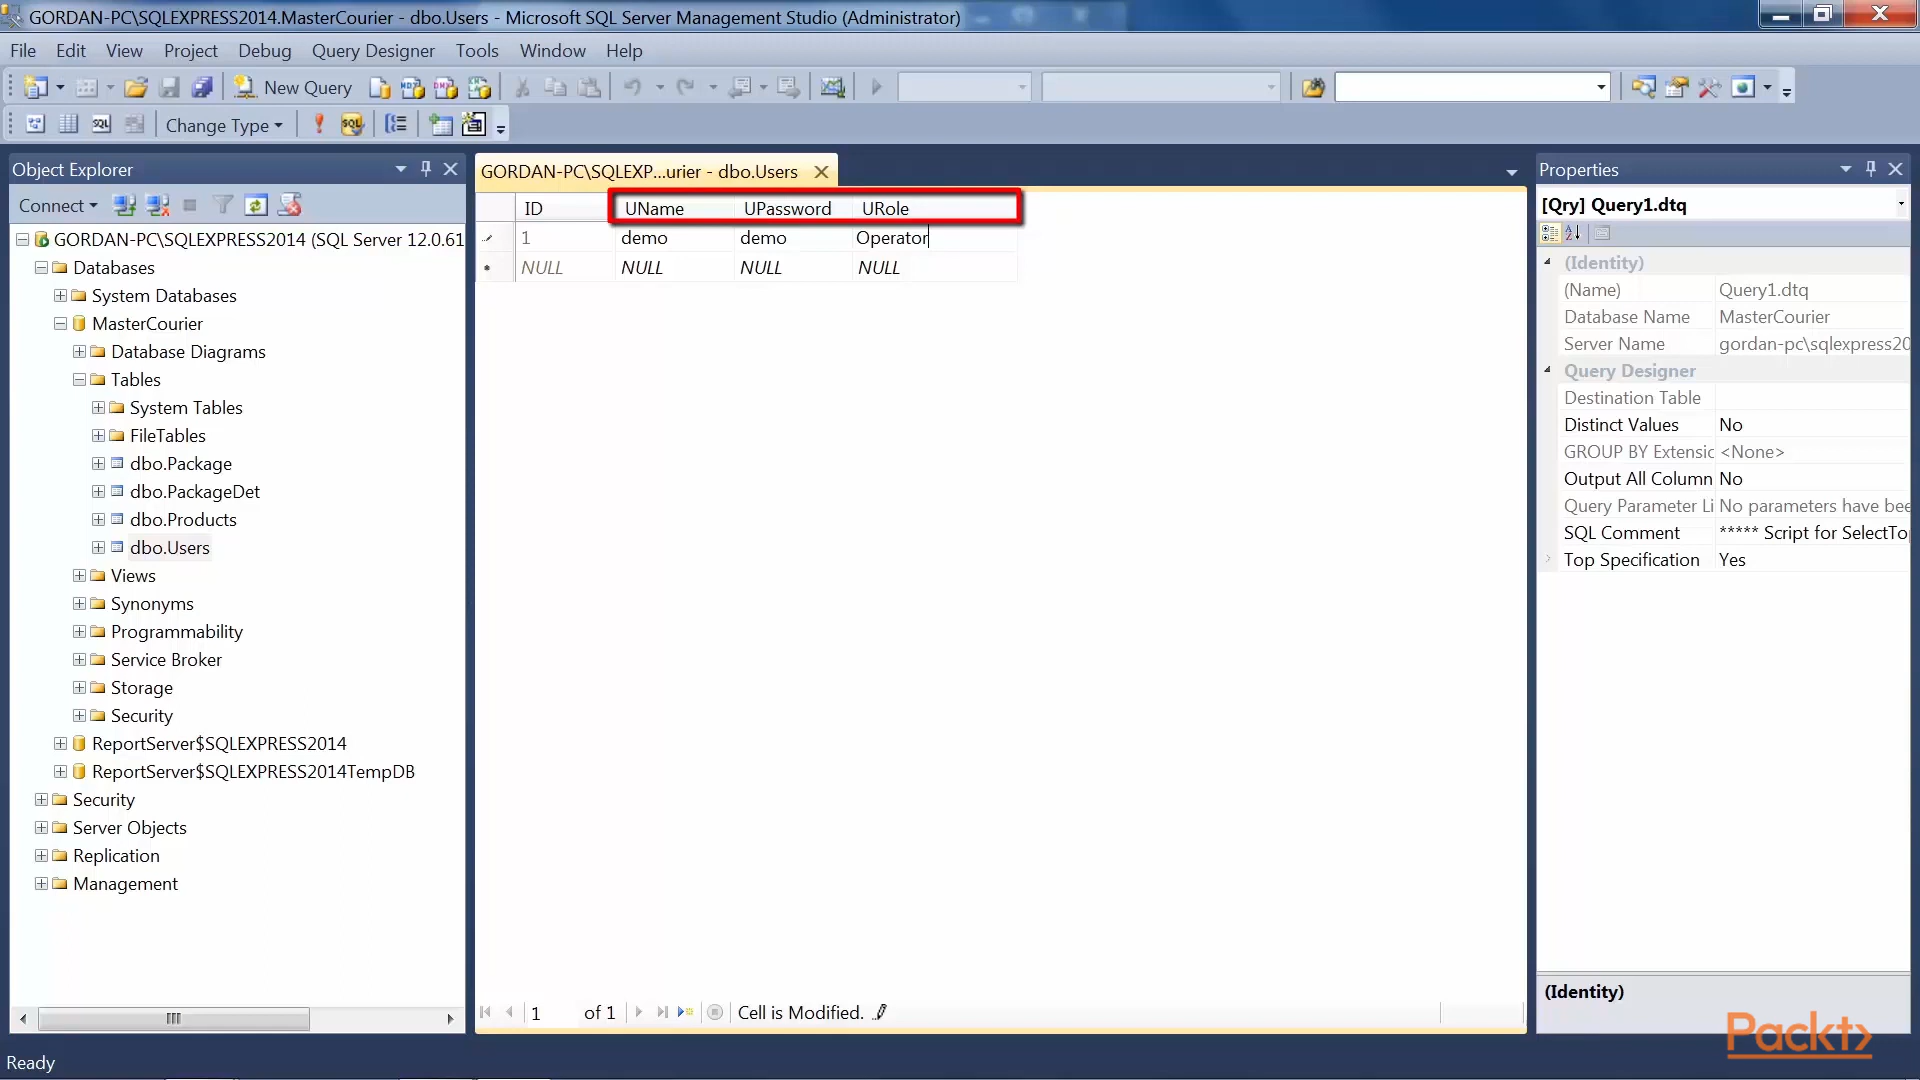 GORDAN-PC\SQLEXPRESS2014.MasterCourier - dbo.Users - Microsoft SQL Server Management Studio (Administrator)
File Edit View Project Debug Query Designer Tools Window Help
New Query
Change Type
Object Explorer
Connect
GORDAN-PC\SQLEXPRESS2014 (SQL Server 12.0.61
Databases
System Databases
MasterCourier
Database Diagrams
Tables
System Tables
FileTables
dbo.Package
dbo.PackageDet
dbo.Products
dbo.Users
Views
Synonyms
Programmability
Service Broker
Storage
Security
ReportServer$SQLEXPRESS2014
ReportServer$SQLEXPRESS2014TempDB
Security
Server Objects
Replication
Management
GORDAN-PC\SQLEXP...urier - dbo.Users
ID UName UPassword URole
1 demo demo Operator
NULL NULL NULL NULL
1 of 1 Cell is Modified.
Properties
[Qry] Query1.dtq
(Identity)
(Name) Query1.dtq
Database Name MasterCourier
Server Name gordan-pc\sqlexpress20
Query Designer
Destination Table
Distinct Values No
GROUP BY Extensic <None>
Output All Column No
Query Parameter Li No parameters have bee
SQL Comment ***** Script for SelectTop
Top Specification Yes
(Identity)
Packt>
Ready